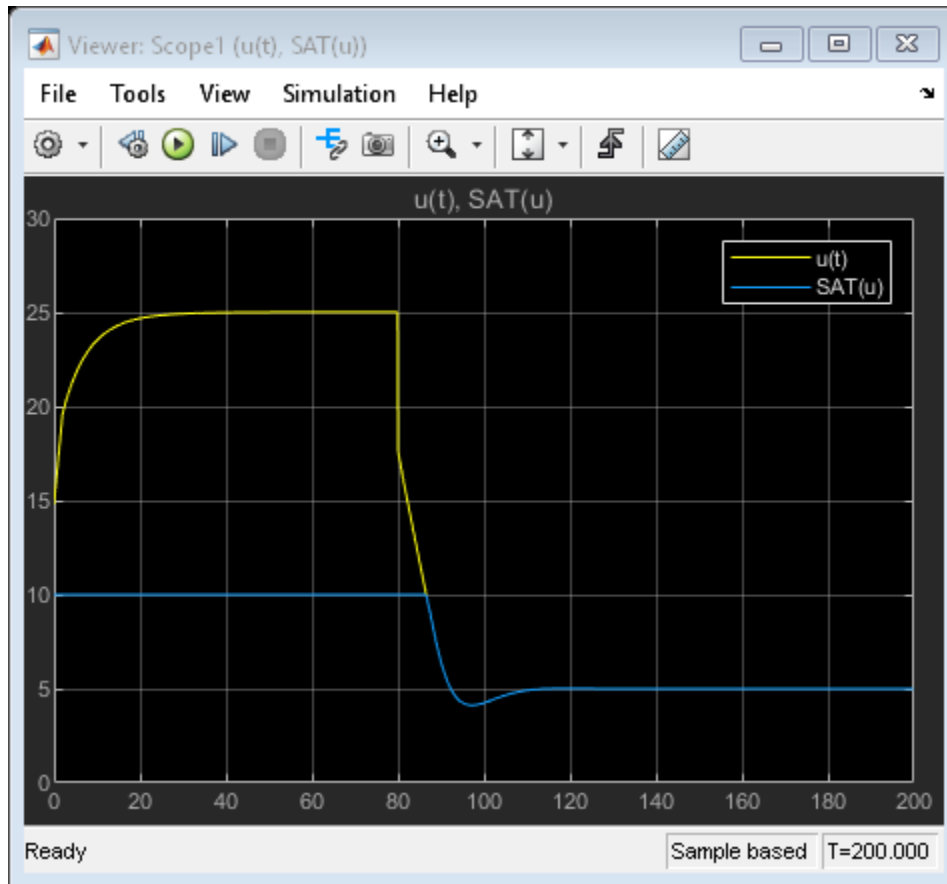 Viewer: Scope1 (u(t), SAT(u))
File Tools View Simulation Help
u(t), SAT(u)
30
u(t)
SAT(u)
25
20
15
10
5
0
0 20 40 60 80 100 120 140 160 180 200
Ready Sample based T=200.000